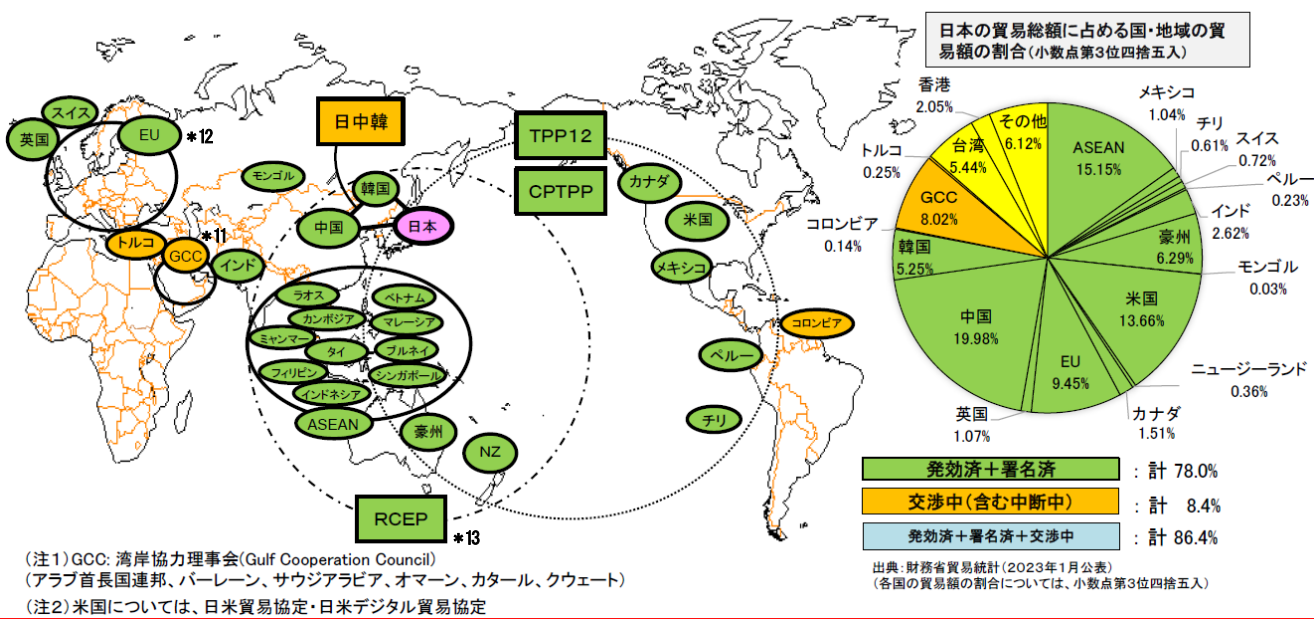 スイス
英国
EU
*12
日中韓
TPP12
CPTPP
モンゴル
韓国
中国
日本
カナダ
米国
メキシコ
トルコ
*11
GCC
インド
ラオス
ベトナム
カンボジア
マレーシア
ミャンマー
タイ
ブルネイ
フィリピン
シンガポール
インドネシア
ASEAN
豪州
NZ
コロンビア
ペルー
チリ
RCEP
*13
(注1)GCC: 湾岸協力理事会(Gulf Cooperation Council)
(アラブ首長国連邦、バーレーン、サウジアラビア、オマーン、カタール、クウェート)
(注2)米国については、日米貿易協定・日米デジタル貿易協定
日本の貿易総額に占める国・地域の貿
易額の割合(小数点第3位四捨五入)
ASEAN
15.15%
メキシコ
1.04%
チリ
0.61%
スイス
0.72%
ペルー
0.23%
インド
2.62%
豪州
6.29%
モンゴル
0.03%
米国
13.66%
ニュージーランド
0.36%
カナダ
1.51%
EU
9.45%
英国
1.07%
中国
19.98%
韓国
5.25%
コロンビア
0.14%
GCC
8.02%
トルコ
0.25%
台湾
5.44%
香港
2.05%
その他
6.12%
発効済+署名済 : 計 78.0%
交渉中(含む中断中) : 計 8.4%
発効済+署名済+交渉中 : 計 86.4%
出典:財務省貿易統計(2023年1月公表)
(各国の貿易額の割合については、小数点第3位四捨五入)